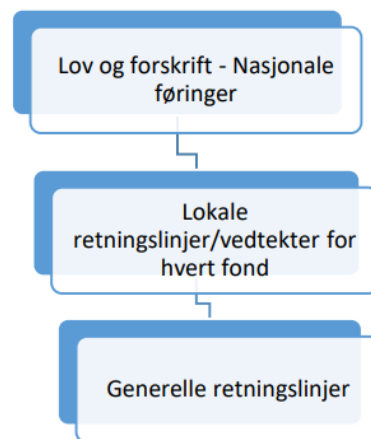 Lov og forskrift - Nasjonale
føringer
Lokale
retningslinjer/vedtekter for
hvert fond
Generelle retningslinjer